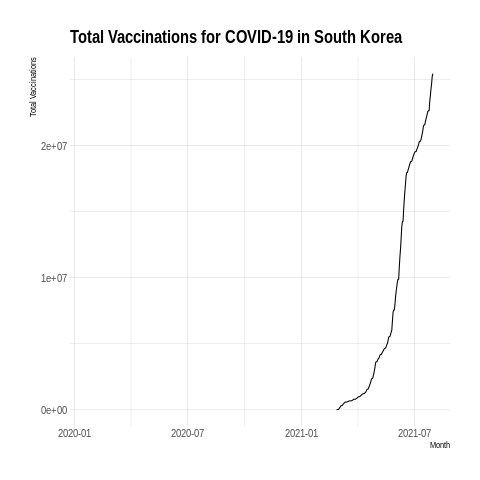 Total Vaccinations for COVID-19 in South Korea
Total Vaccinations
2e+07
1e+07
0e+00
2020-01 2020-07 2021-01 2021-07
Month